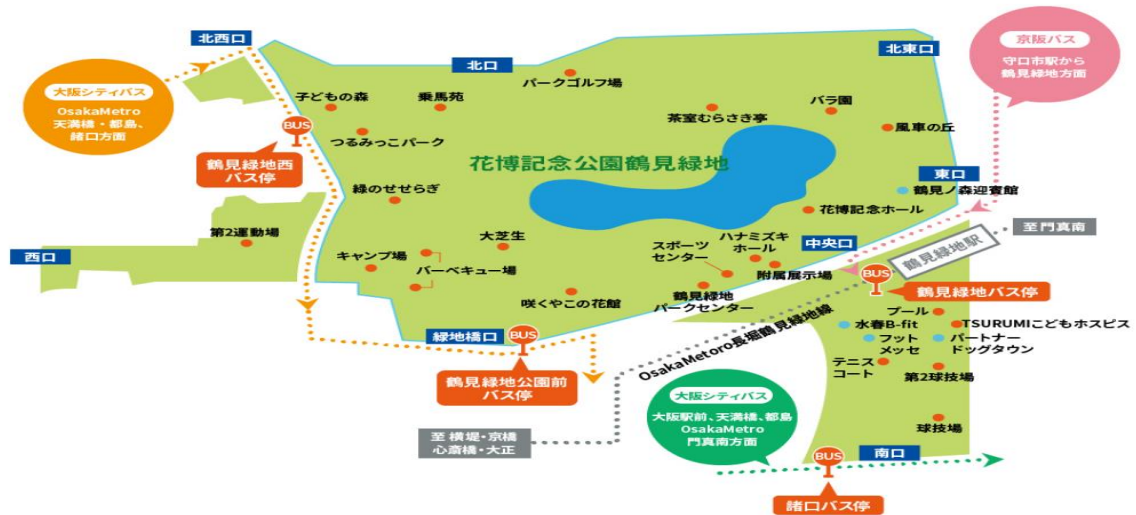 北西口
大阪シティバス
OsakaMetro
天満橋・都島、
諸口方面
BUS
鶴見緑地西
バス停
北口
北東口
京阪バス
守口市駅から
鶴見緑地方面
パークゴルフ場
子どもの森
乗馬苑
つるみっこパーク
茶室むらさき亭
バラ園
風車の丘
花博記念公園鶴見緑地
東口
鶴見ノ森迎賓館
緑のせせらぎ
花博記念ホール
第2運動場
西口
大芝生
キャンプ場
バーベキュー場
スポーツ
センター
ハナミズキ
ホール
中央口
附属展示場
至門真南
鶴見緑地駅
BUS
鶴見緑地バス停
咲くやこの花館
鶴見緑地
パークセンター
緑地橋口
BUS
鶴見緑地公園前
バス停
OsakaMetoro長堀鶴見緑地線
プール
水春B-fit
TSURUMIこどもホスピス
フット
メッセ
パートナー
ドッグタウン
テニス
コート
第2球技場
球技場
至 横堤・京橋
心斎橋・大正
大阪シティバス
大阪駅前、天満橋、都島
OsakaMetro
門真南方面
BUS
南口
諸口バス停